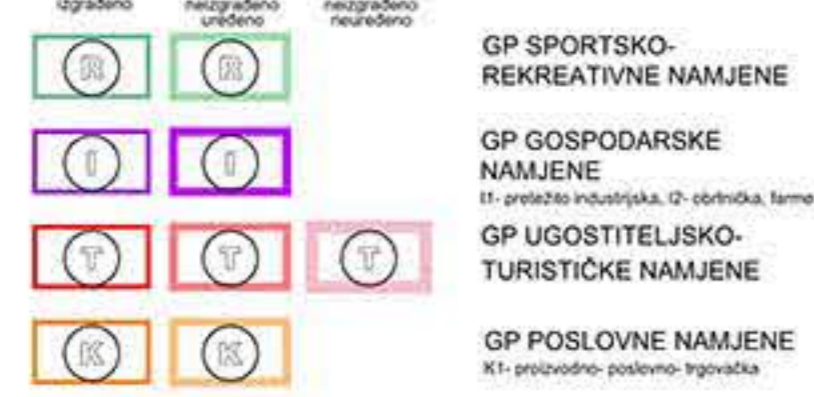 izgrađeno
neizgrađeno
uređeno
neizgrađeno
neuređeno
R R
GP SPORTSKO-
REKREATIVNE NAMJENE
I I
GP GOSPODARSKE
NAMJENE
I1- pretežito industrijska, I2- obrtnička, farme
T T T
GP UGOSTITELJSKO-
TURISTIČKE NAMJENE
K K
GP POSLOVNE NAMJENE
K1- proizvodno- poslovno- trgovačka